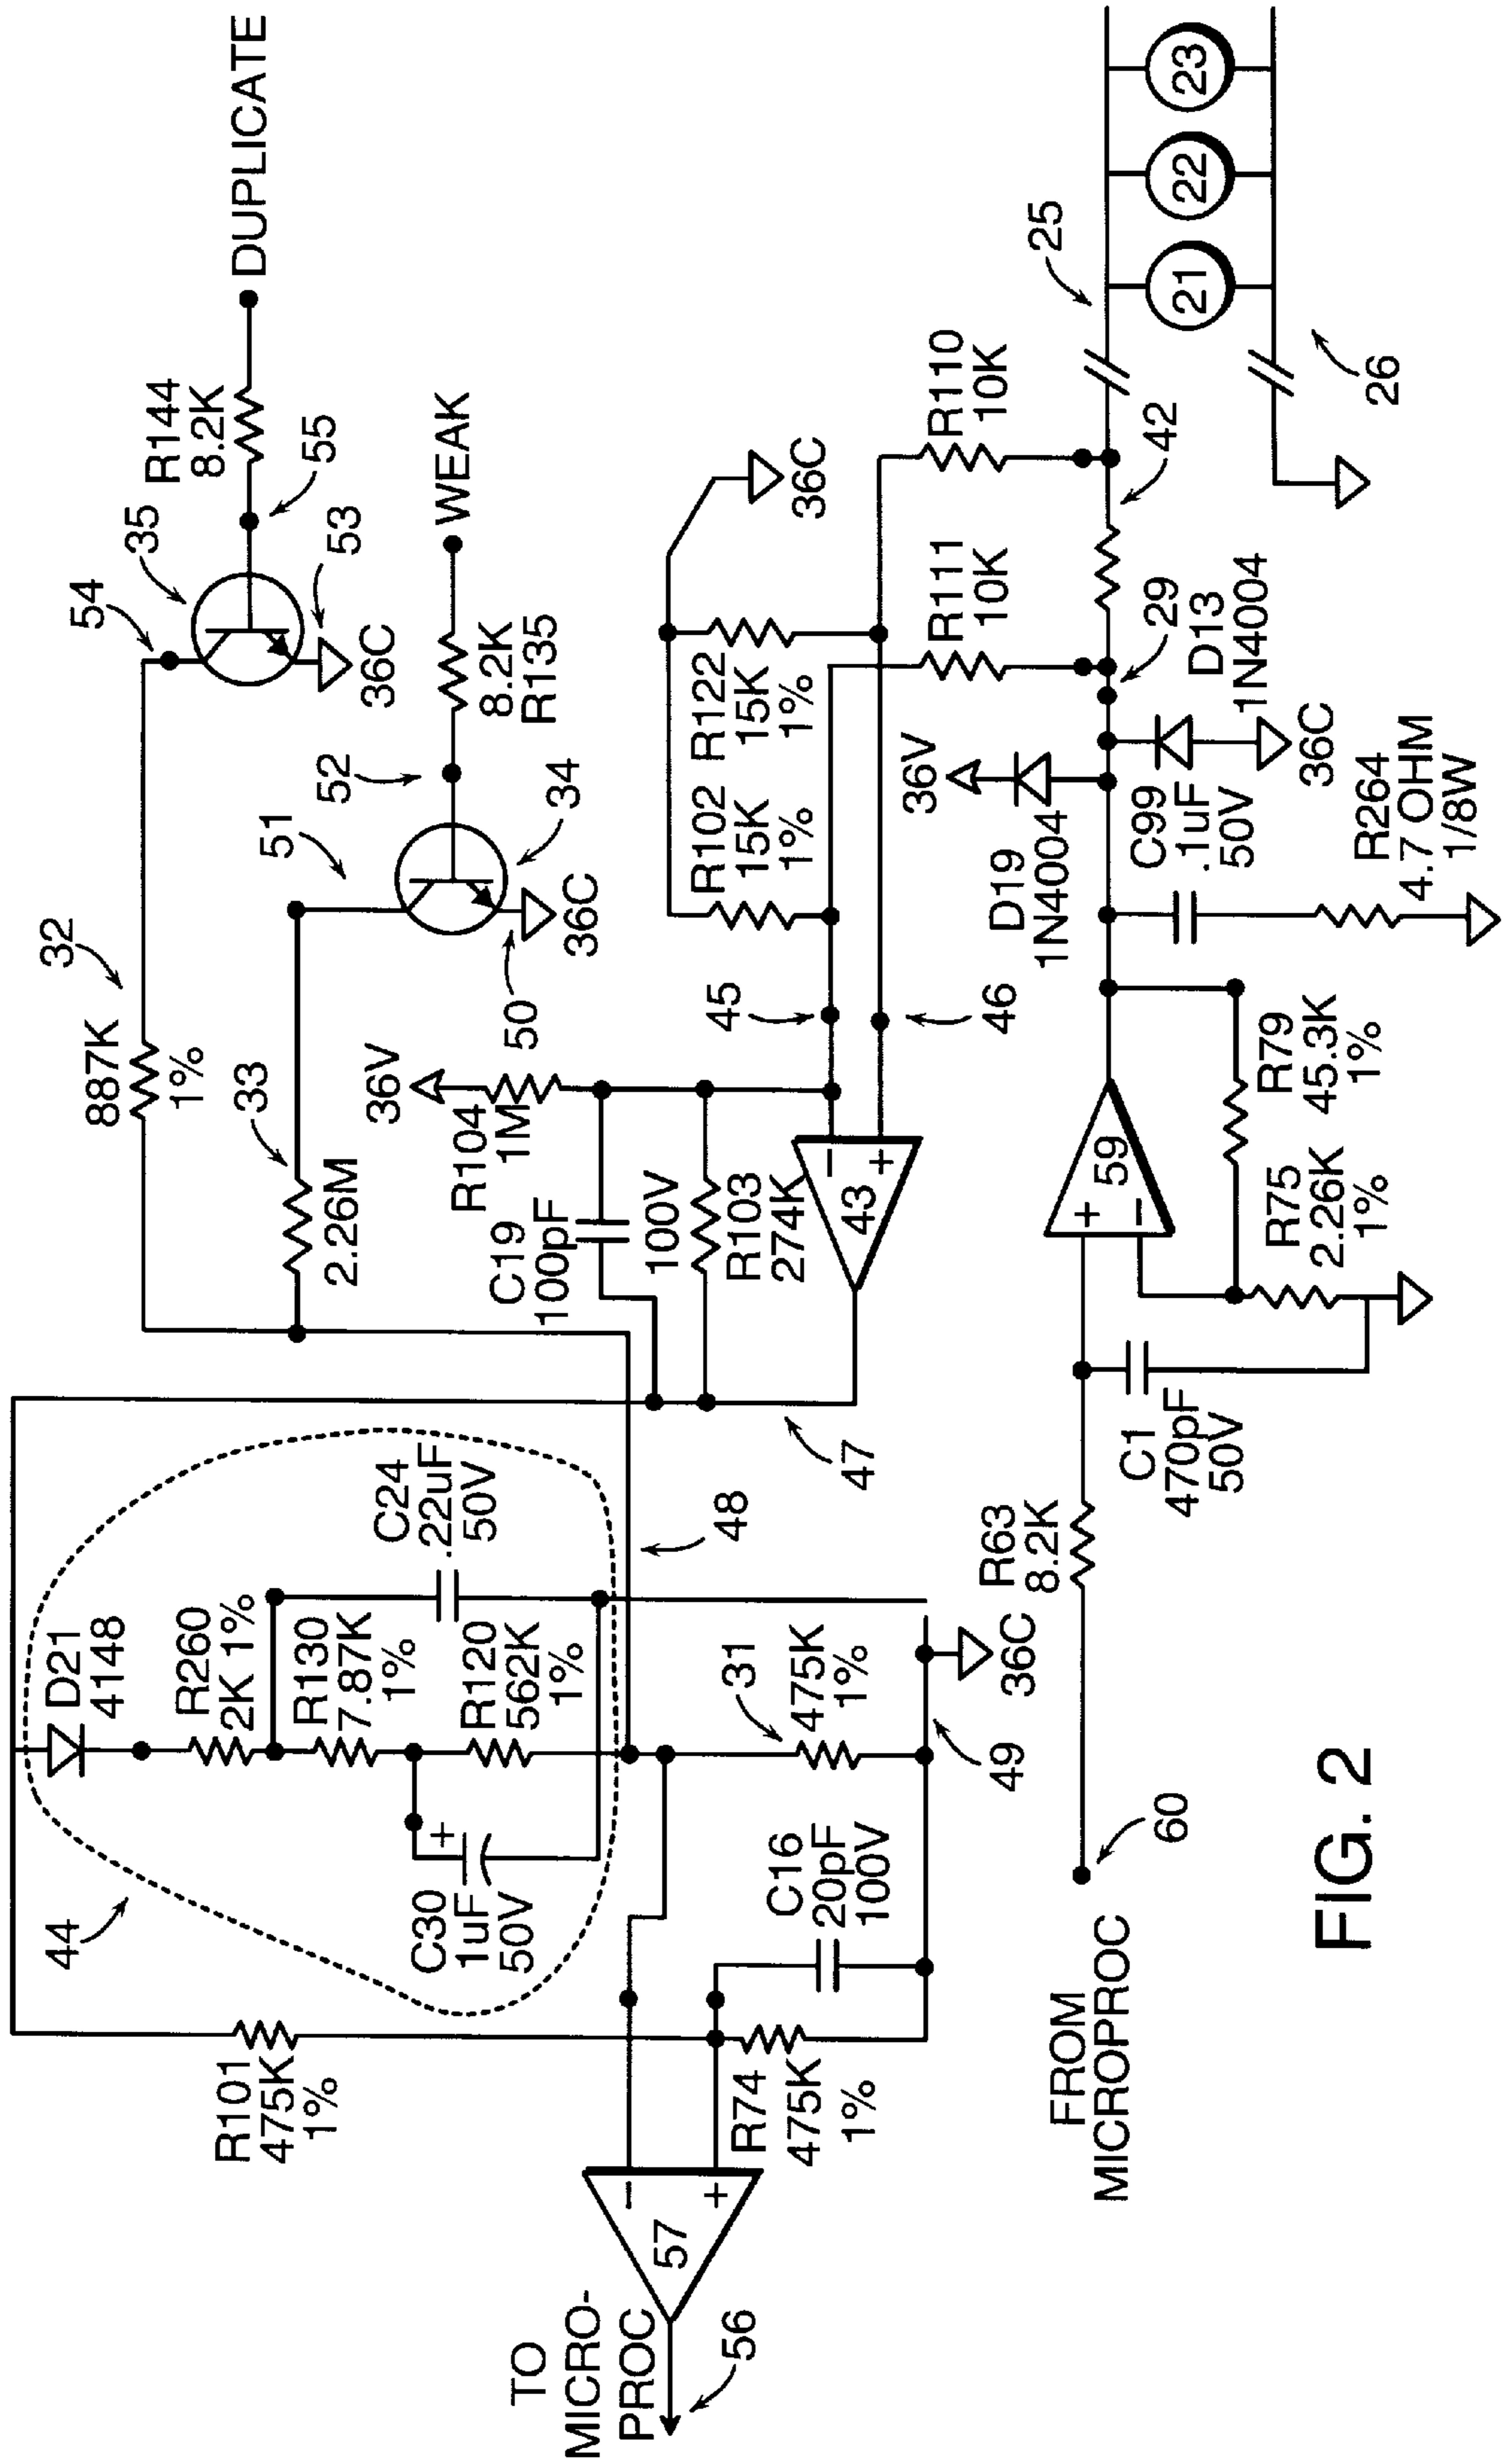 DUPLICATE
R144
8.2K
55
35
54
53
36C
WEAK
8.2K
R135
52
51
34
50
36C
32
887K
1%
33
2.26M
36V
R104
1M
C19
100pF
100V
R103
274K
43
-
+
45
46
47
48
36C
R122
15K
1%
R102
15K
1%
R110
10K
R111
10K
25
42
29
26
21
22
23
36V
D19
1N4004
D13
1N4004
36C
C99
.1uF
50V
R264
4.7 OHM
1/8W
59
+
-
R79
45.3K
1%
R75
2.26K
1%
C1
470pF
50V
R63
8.2K
60
FROM
MICROPROC
44
D21
4148
R260
2K 1%
R130
7.87K
1%
R120
562K
1%
C24
.22uF
50V
C30
1uF
50V
+
31
475K
1%
36C
49
C16
20pF
100V
R101
475K
1%
R74
475K
1%
57
-
+
TO
MICRO-
PROC
56
FIG. 2